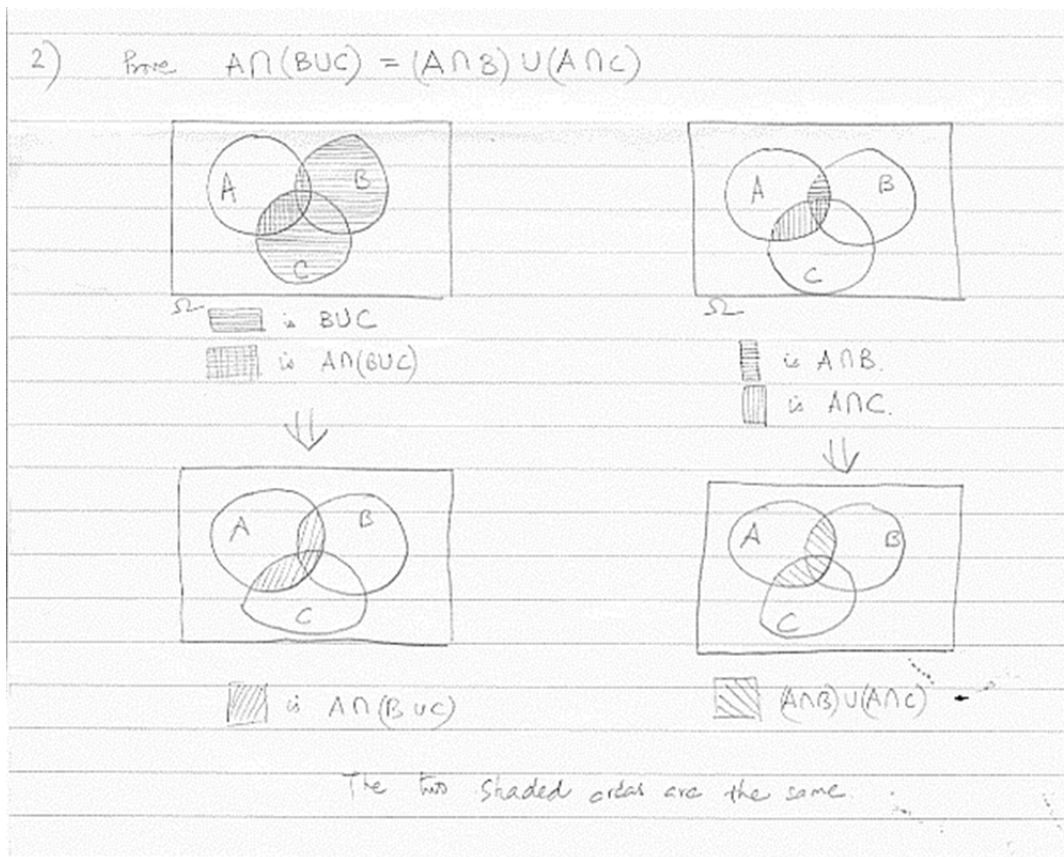 2) Prove A∩(B∪C) = (A∩B)∪(A∩C)
A B C
Ω
A B C
Ω
is B∪C
is A∩(B∪C)
is A∩B.
is A∩C.
⇓
⇓
A B C
A B C
is A∩(B∪C)
(A∩B)∪(A∩C)
The two shaded areas are the same.